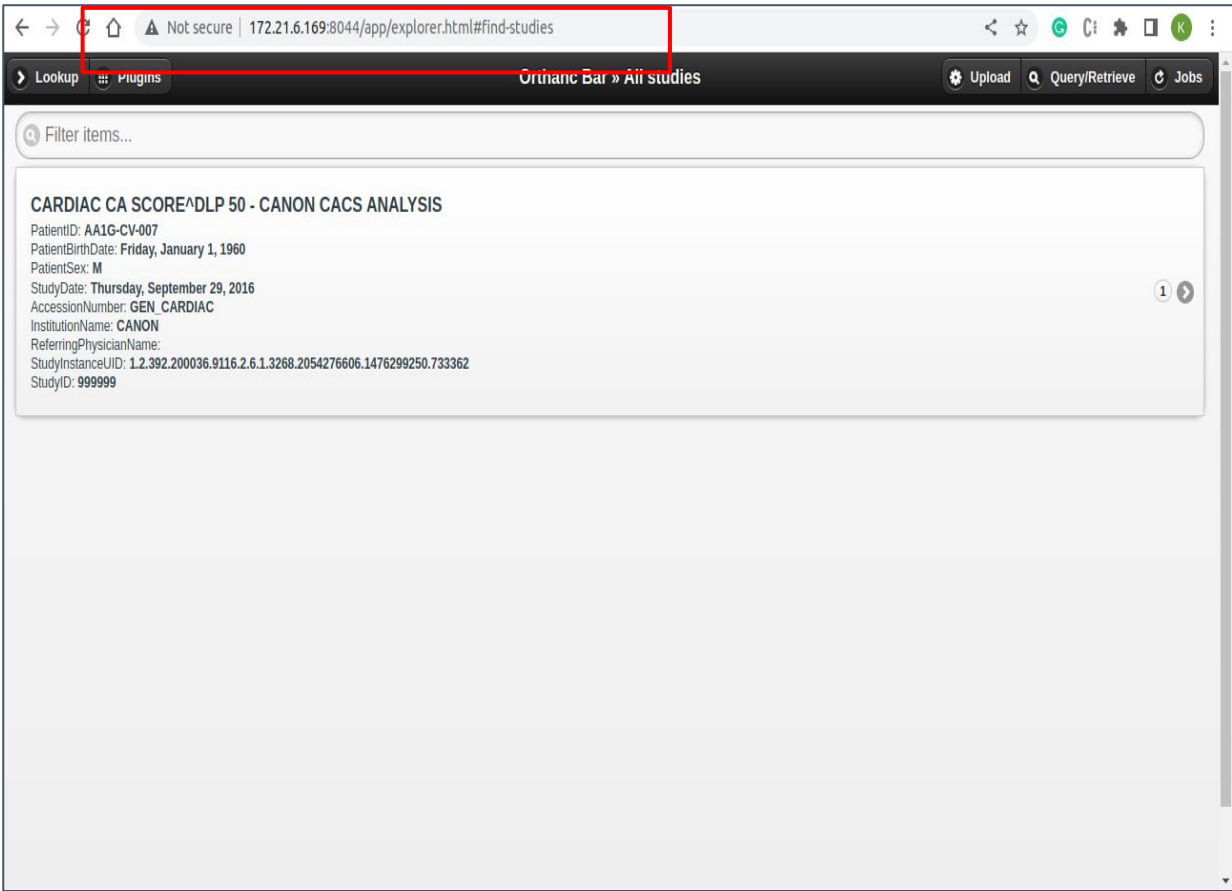 Not secure | 172.21.6.169:8044/app/explorer.html#find-studies
K
Lookup Plugins Orthanc Bar » All studies Upload Query/Retrieve Jobs
Filter items...
CARDIAC CA SCORE^DLP 50 - CANON CACS ANALYSIS
PatientID: AA1G-CV-007
PatientBirthDate: Friday, January 1, 1960
PatientSex: M
StudyDate: Thursday, September 29, 2016
AccessionNumber: GEN_CARDIAC
InstitutionName: CANON
ReferringPhysicianName:
StudyInstanceUID: 1.2.392.200036.9116.2.6.1.3268.2054276606.1476299250.733362
StudyID: 999999
1